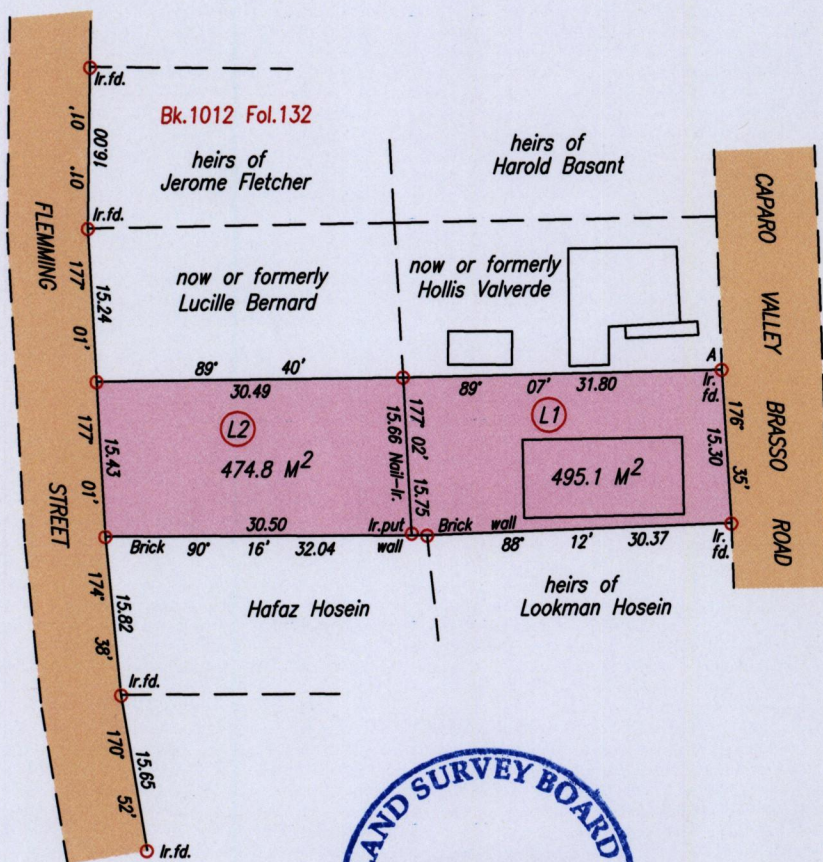 Ir.fd.
16.00
10' 01°
Bk.1012 Fol.132
heirs of
Jerome Fletcher
heirs of
Harold Basant
Ir.fd.
FLEMMING
STREET
15.24
177° 01'
now or formerly
Lucille Bernard
now or formerly
Hollis Valverde
CAPARO VALLEY BRASSO ROAD
89° 40'
30.49
89° 07' 31.80
A
Ir.
fd.
L2
474.8 M²
L1
495.1 M²
15.43
177° 01'
177° 02' 15.75
15.66 Nail-Ir.
15.30
176° 35'
30.50
Ir.put
Brick 90° 16' 32.04 wall
Brick wall
88° 12' 30.37
Ir.
fd.
Hafaz Hosein
heirs of
Lookman Hosein
15.82
174° 38'
Ir.fd.
15.65
170° 52'
Ir.fd.
LAND SURVEY BOARD